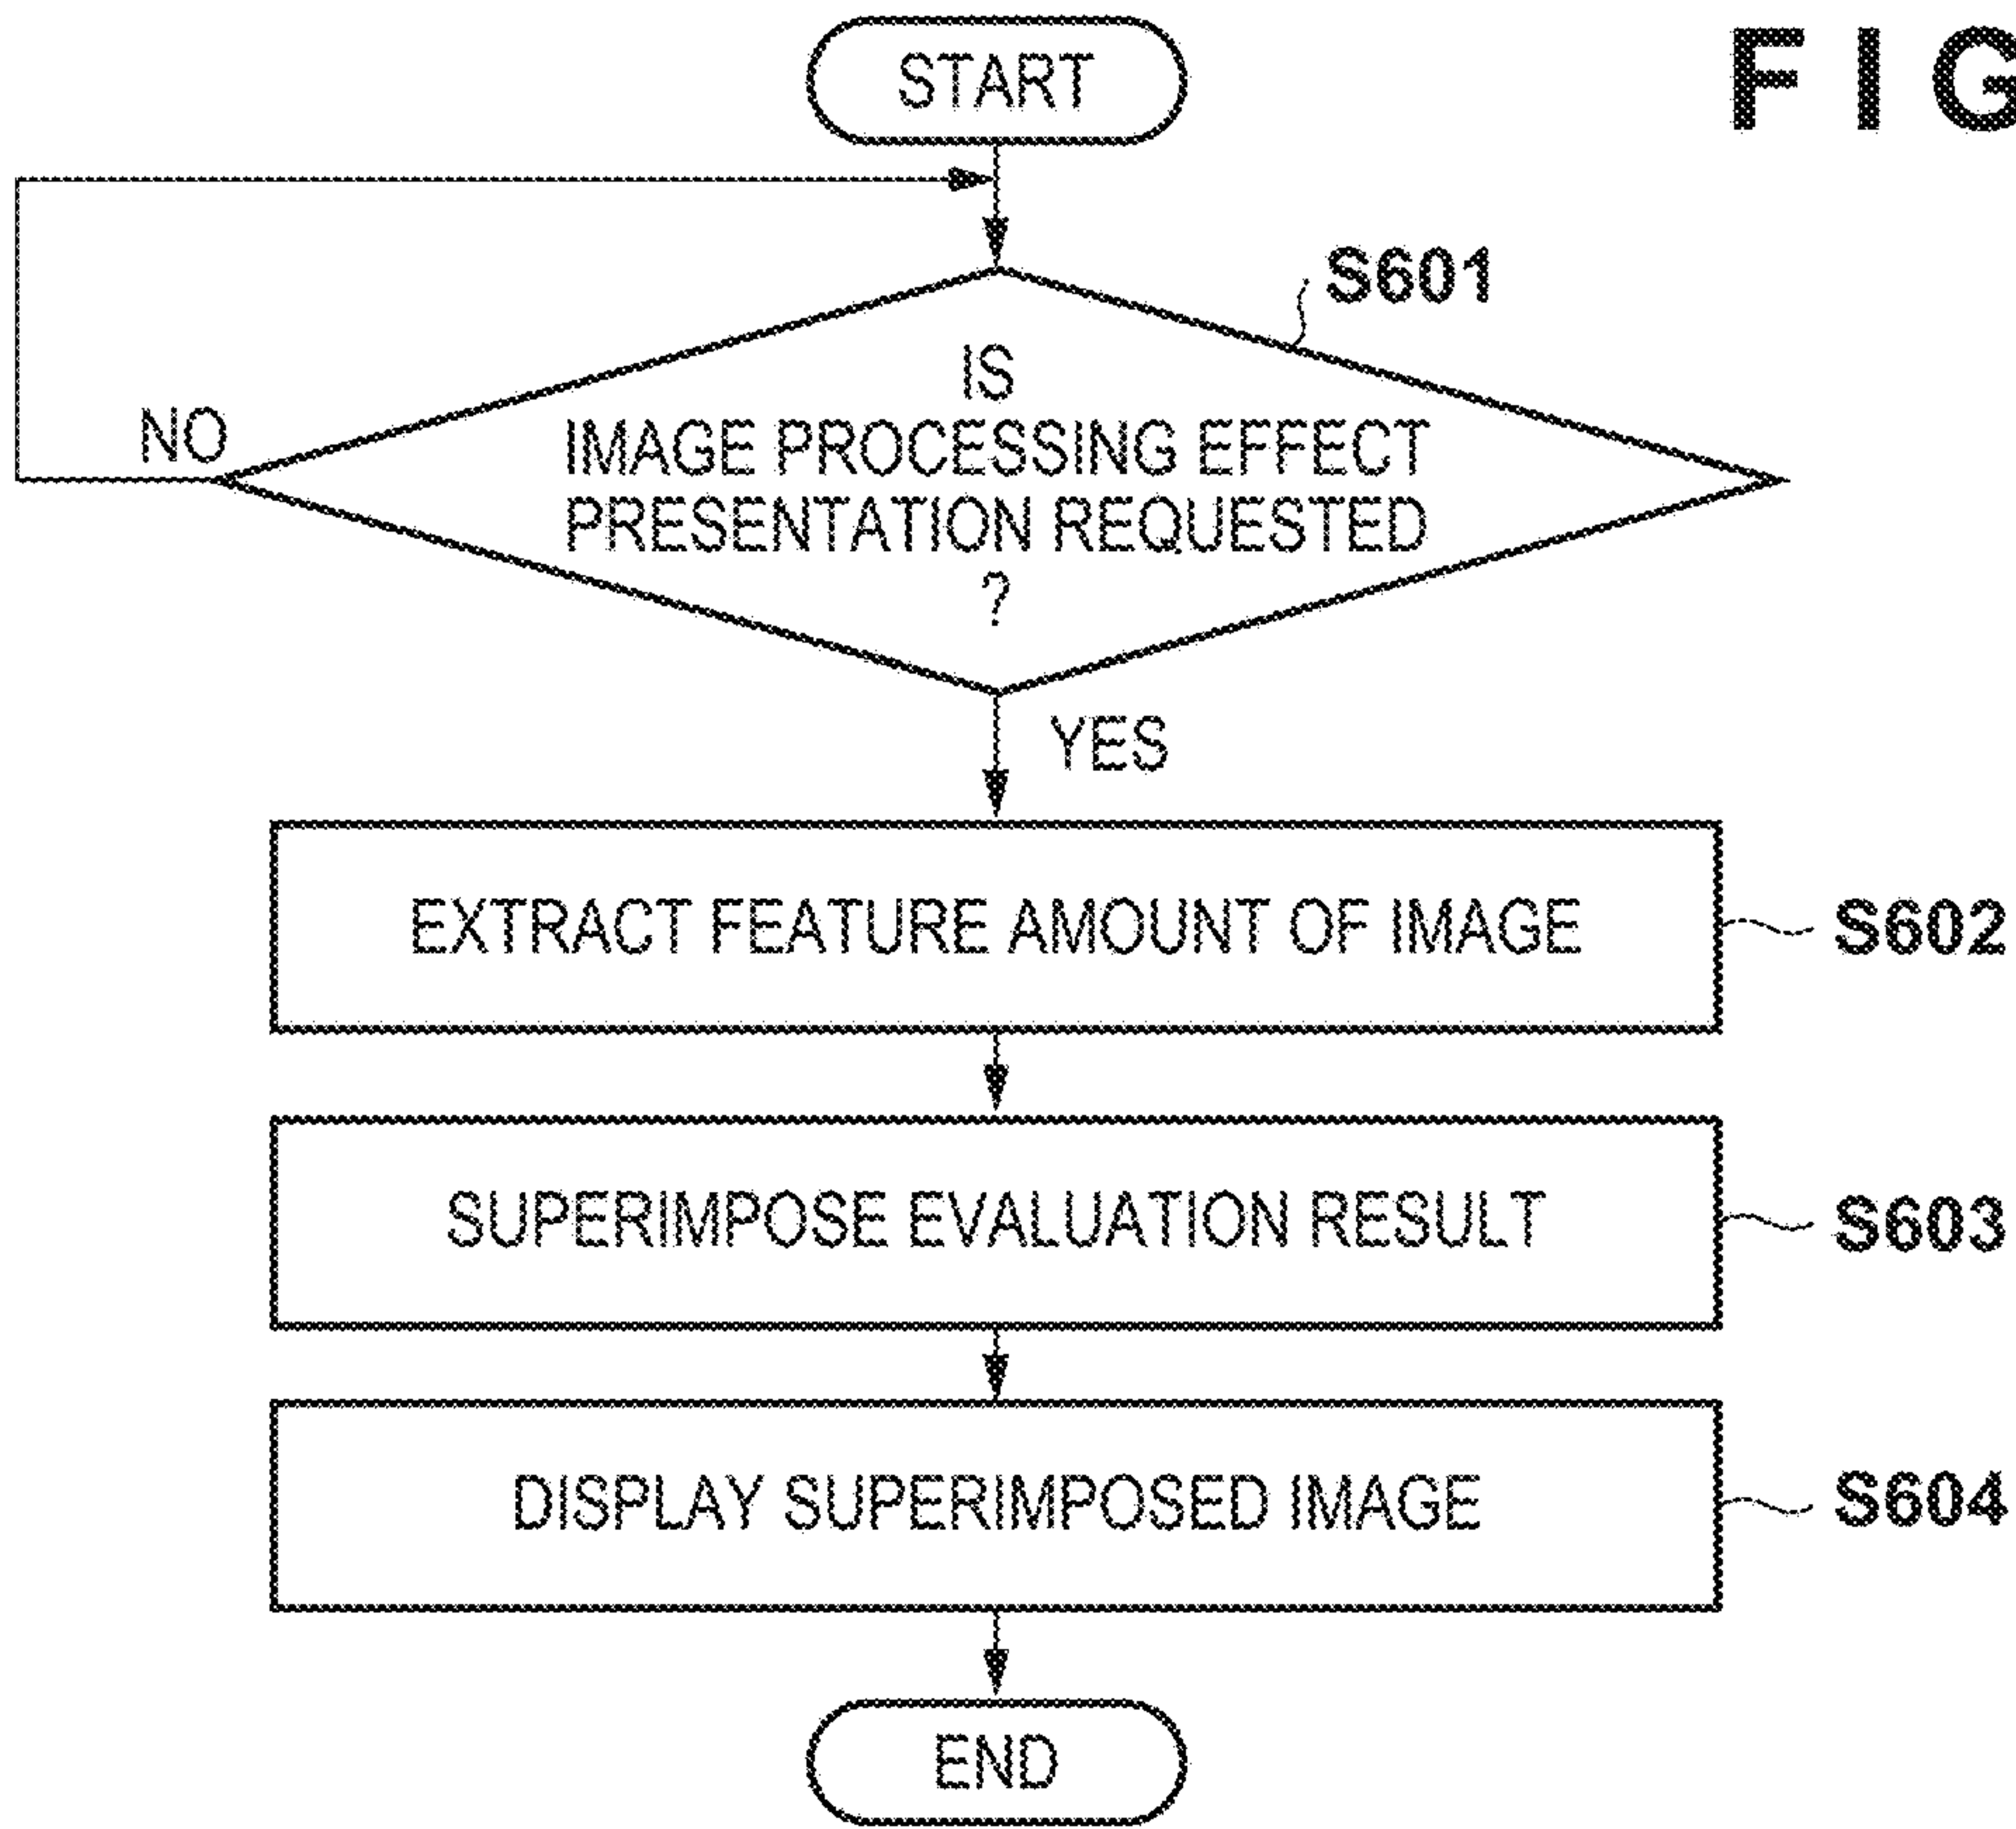 FIG
START
S601
IS
IMAGE PROCESSING EFFECT
PRESENTATION REQUESTED
?
NO
YES
EXTRACT FEATURE AMOUNT OF IMAGE
S602
SUPERIMPOSE EVALUATION RESULT
S603
DISPLAY SUPERIMPOSED IMAGE
S604
END